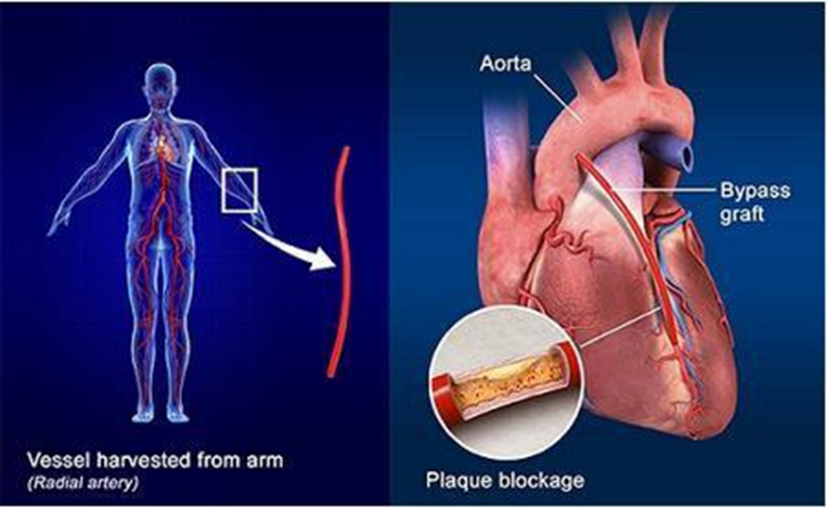 Aorta
Bypass
graft
Vessel harvested from arm
(Radial artery)
Plaque blockage